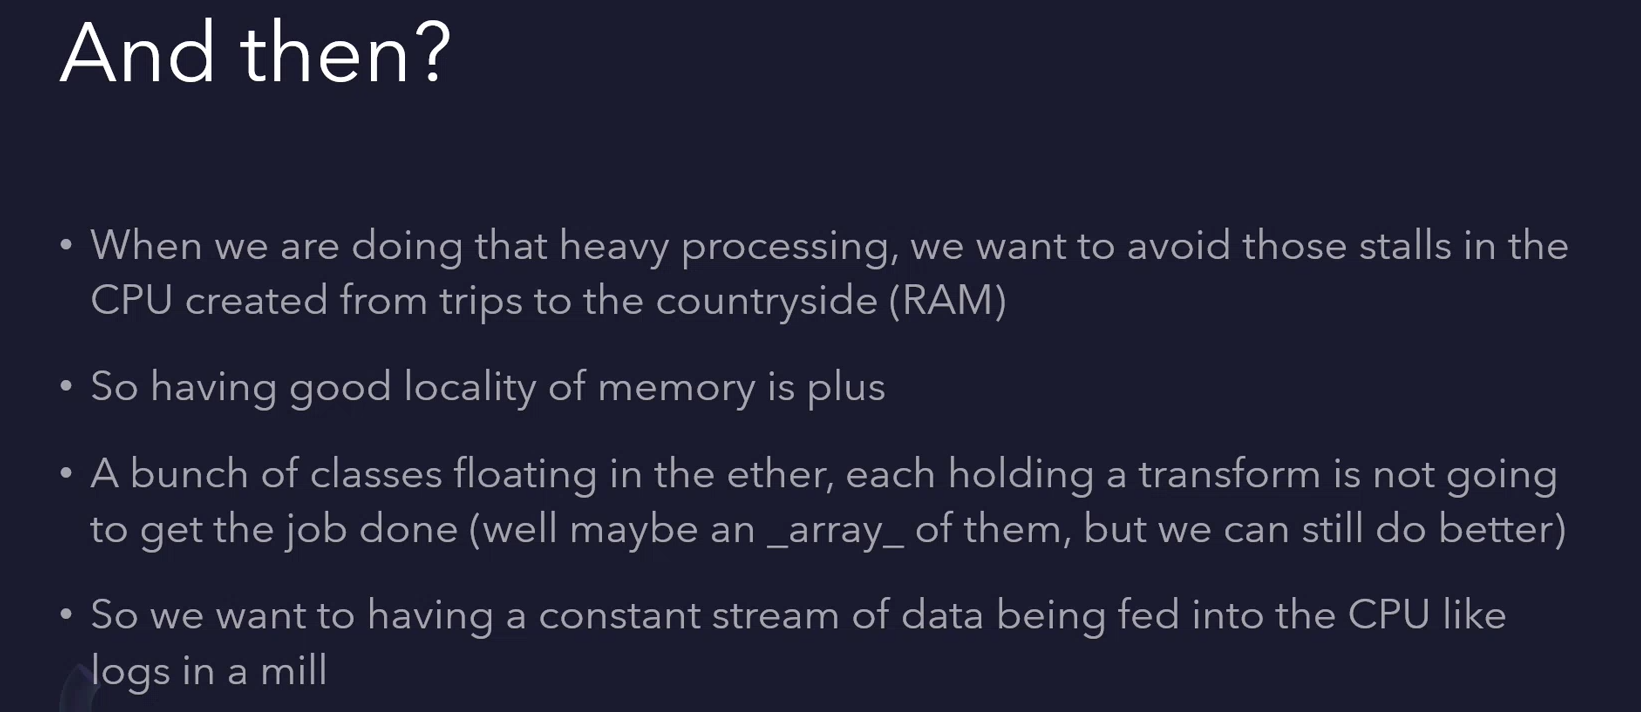 And then?
• When we are doing that heavy processing, we want to avoid those stalls in the
CPU created from trips to the countryside (RAM)
• So having good locality of memory is plus
• A bunch of classes floating in the ether, each holding a transform is not going
to get the job done (well maybe an _array_ of them, but we can still do better)
• So we want to having a constant stream of data being fed into the CPU like
logs in a mill